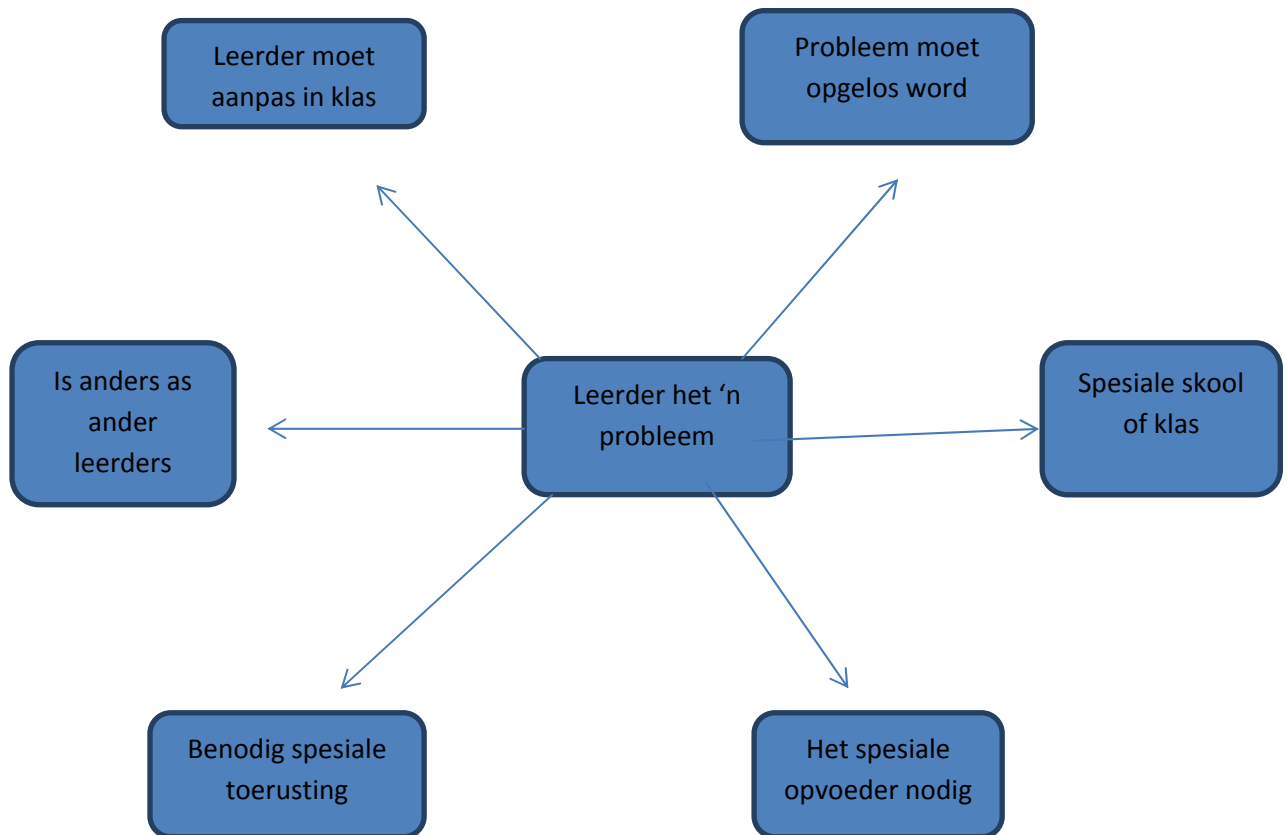 Leerder moet
aanpas in klas
Probleem moet
opgelos word
Is anders as
ander
leerders
Leerder het ‘n
probleem
Spesiale skool
of klas
Benodig spesiale
toerusting
Het spesiale
opvoeder nodig